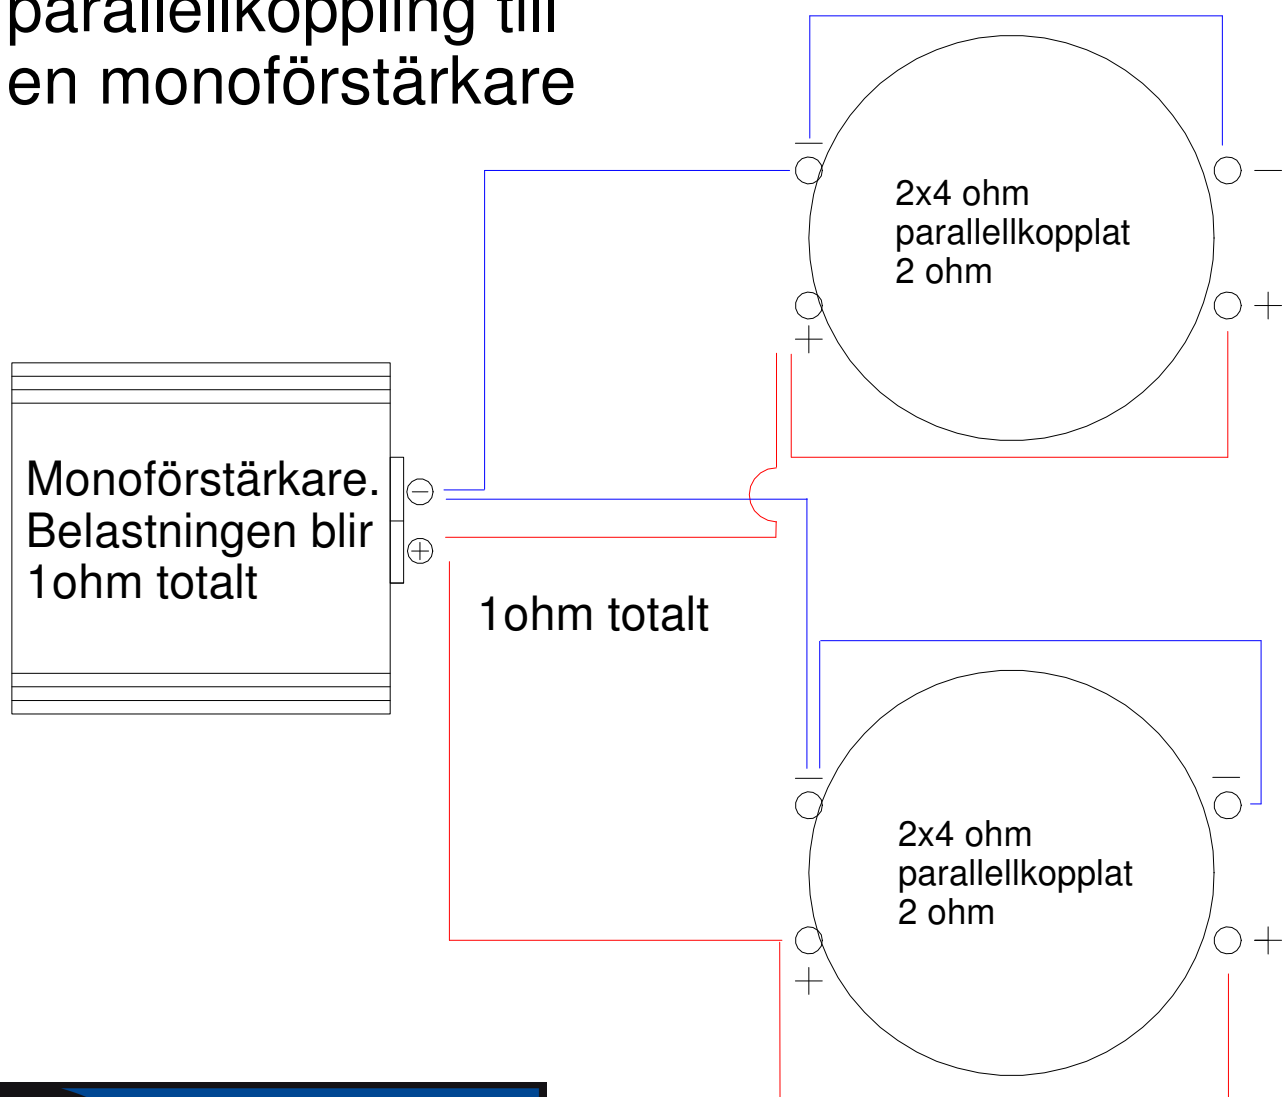 parallellkoppling till
en monoförstärkare
2x4 ohm
parallellkopplat
2 ohm
Monoförstärkare.
Belastningen blir
1ohm totalt
1ohm totalt
2x4 ohm
parallellkopplat
2 ohm